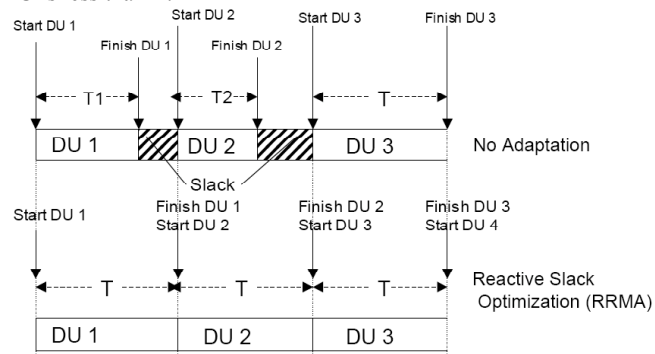 Start DU 1
Start DU 2
Start DU 3
Finish DU 3
Finish DU 1
Finish DU 2
T1
T2
T
DU 1
DU 2
DU 3
No Adaptation
Slack
Start DU 1
Finish DU 1
Start DU 2
Finish DU 2
Start DU 3
Finish DU 3
Start DU 4
T
T
T
Reactive Slack
Optimization (RRMA)
DU 1
DU 2
DU 3